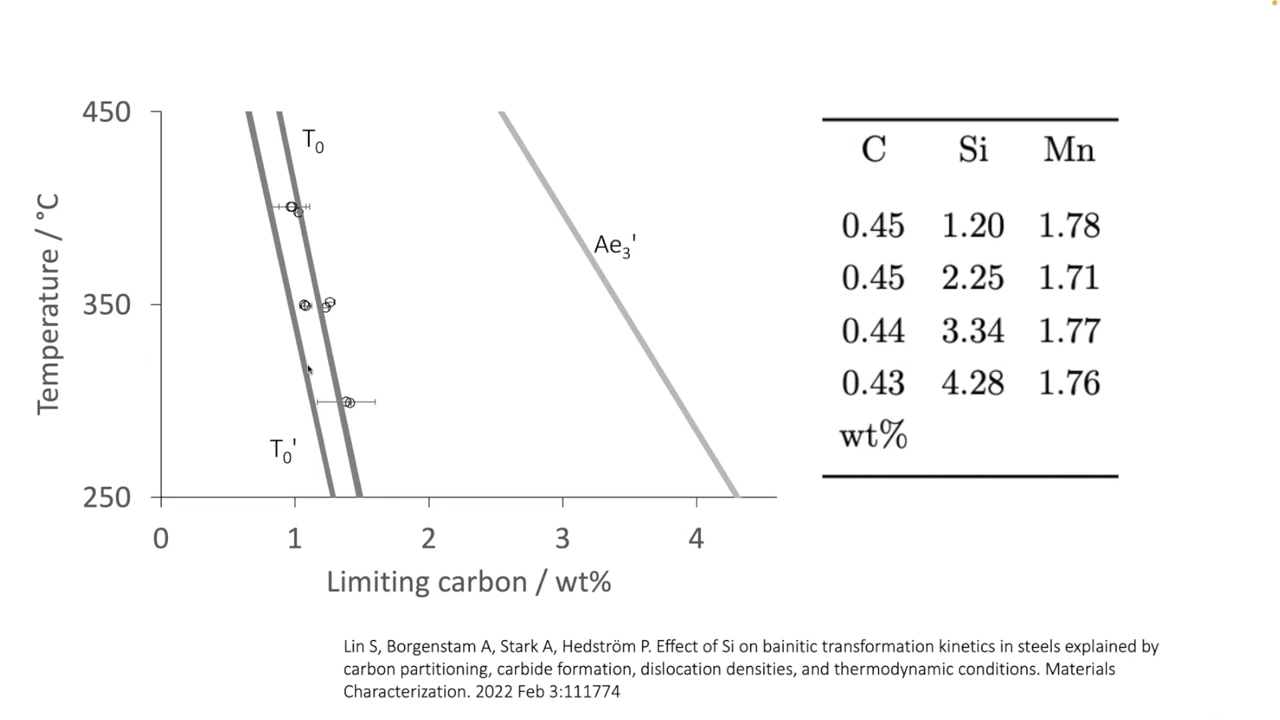 450
350
250
Temperature / °C
T₀
Ae₃'
T₀'
0 1 2 3 4
Limiting carbon / wt%
C Si Mn
0.45 1.20 1.78
0.45 2.25 1.71
0.44 3.34 1.77
0.43 4.28 1.76
wt%
Lin S, Borgenstam A, Stark A, Hedström P. Effect of Si on bainitic transformation kinetics in steels explained by
carbon partitioning, carbide formation, dislocation densities, and thermodynamic conditions. Materials
Characterization. 2022 Feb 3:111774